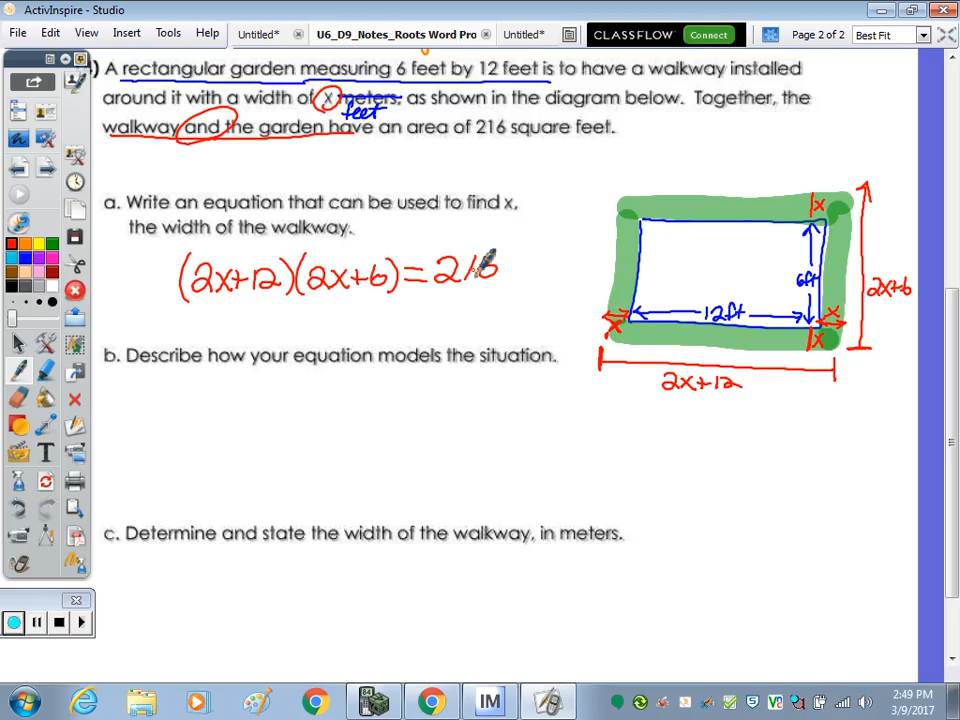 ActivInspire
File Edit View Insert Tools Help
Untitled* U6_D9_Notes_Roots Word Pro Untitled* CLASSFLOW Connect Page 2 of 2 Best Fit
) A rectangular garden measuring 6 feet by 12 feet is to have a walkway installed
around it with a width of x meters, as shown in the diagram below. Together, the
feet
walkway and the garden have an area of 216 square feet.
a. Write an equation that can be used to find x,
the width of the walkway.
(2x+12)(2x+6)=216
x
6ft
2x+6
12ft
x
x
x
2x+12
b. Describe how your equation models the situation.
c. Determine and state the width of the walkway, in meters.
2:49 PM
3/9/2017
84
IM